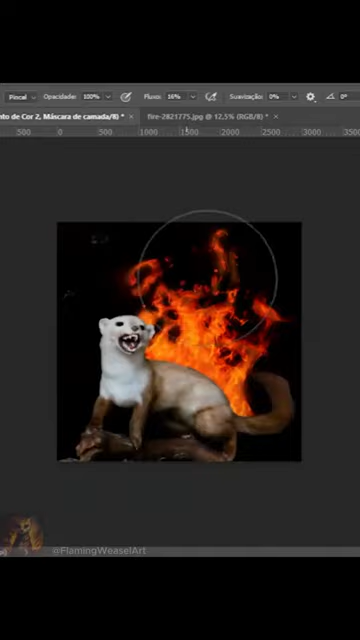 Pincel Opacidade: 100% Fluxo: 16% Suavização: 0% 0°
nto de Cor 2, Máscara de camada/8) * × fire-2821775.jpg @ 12,5% (RGB/8) * ×
500 0 500 1000 1500 2000 2500 3000 3500
@FlamingWeaselArt